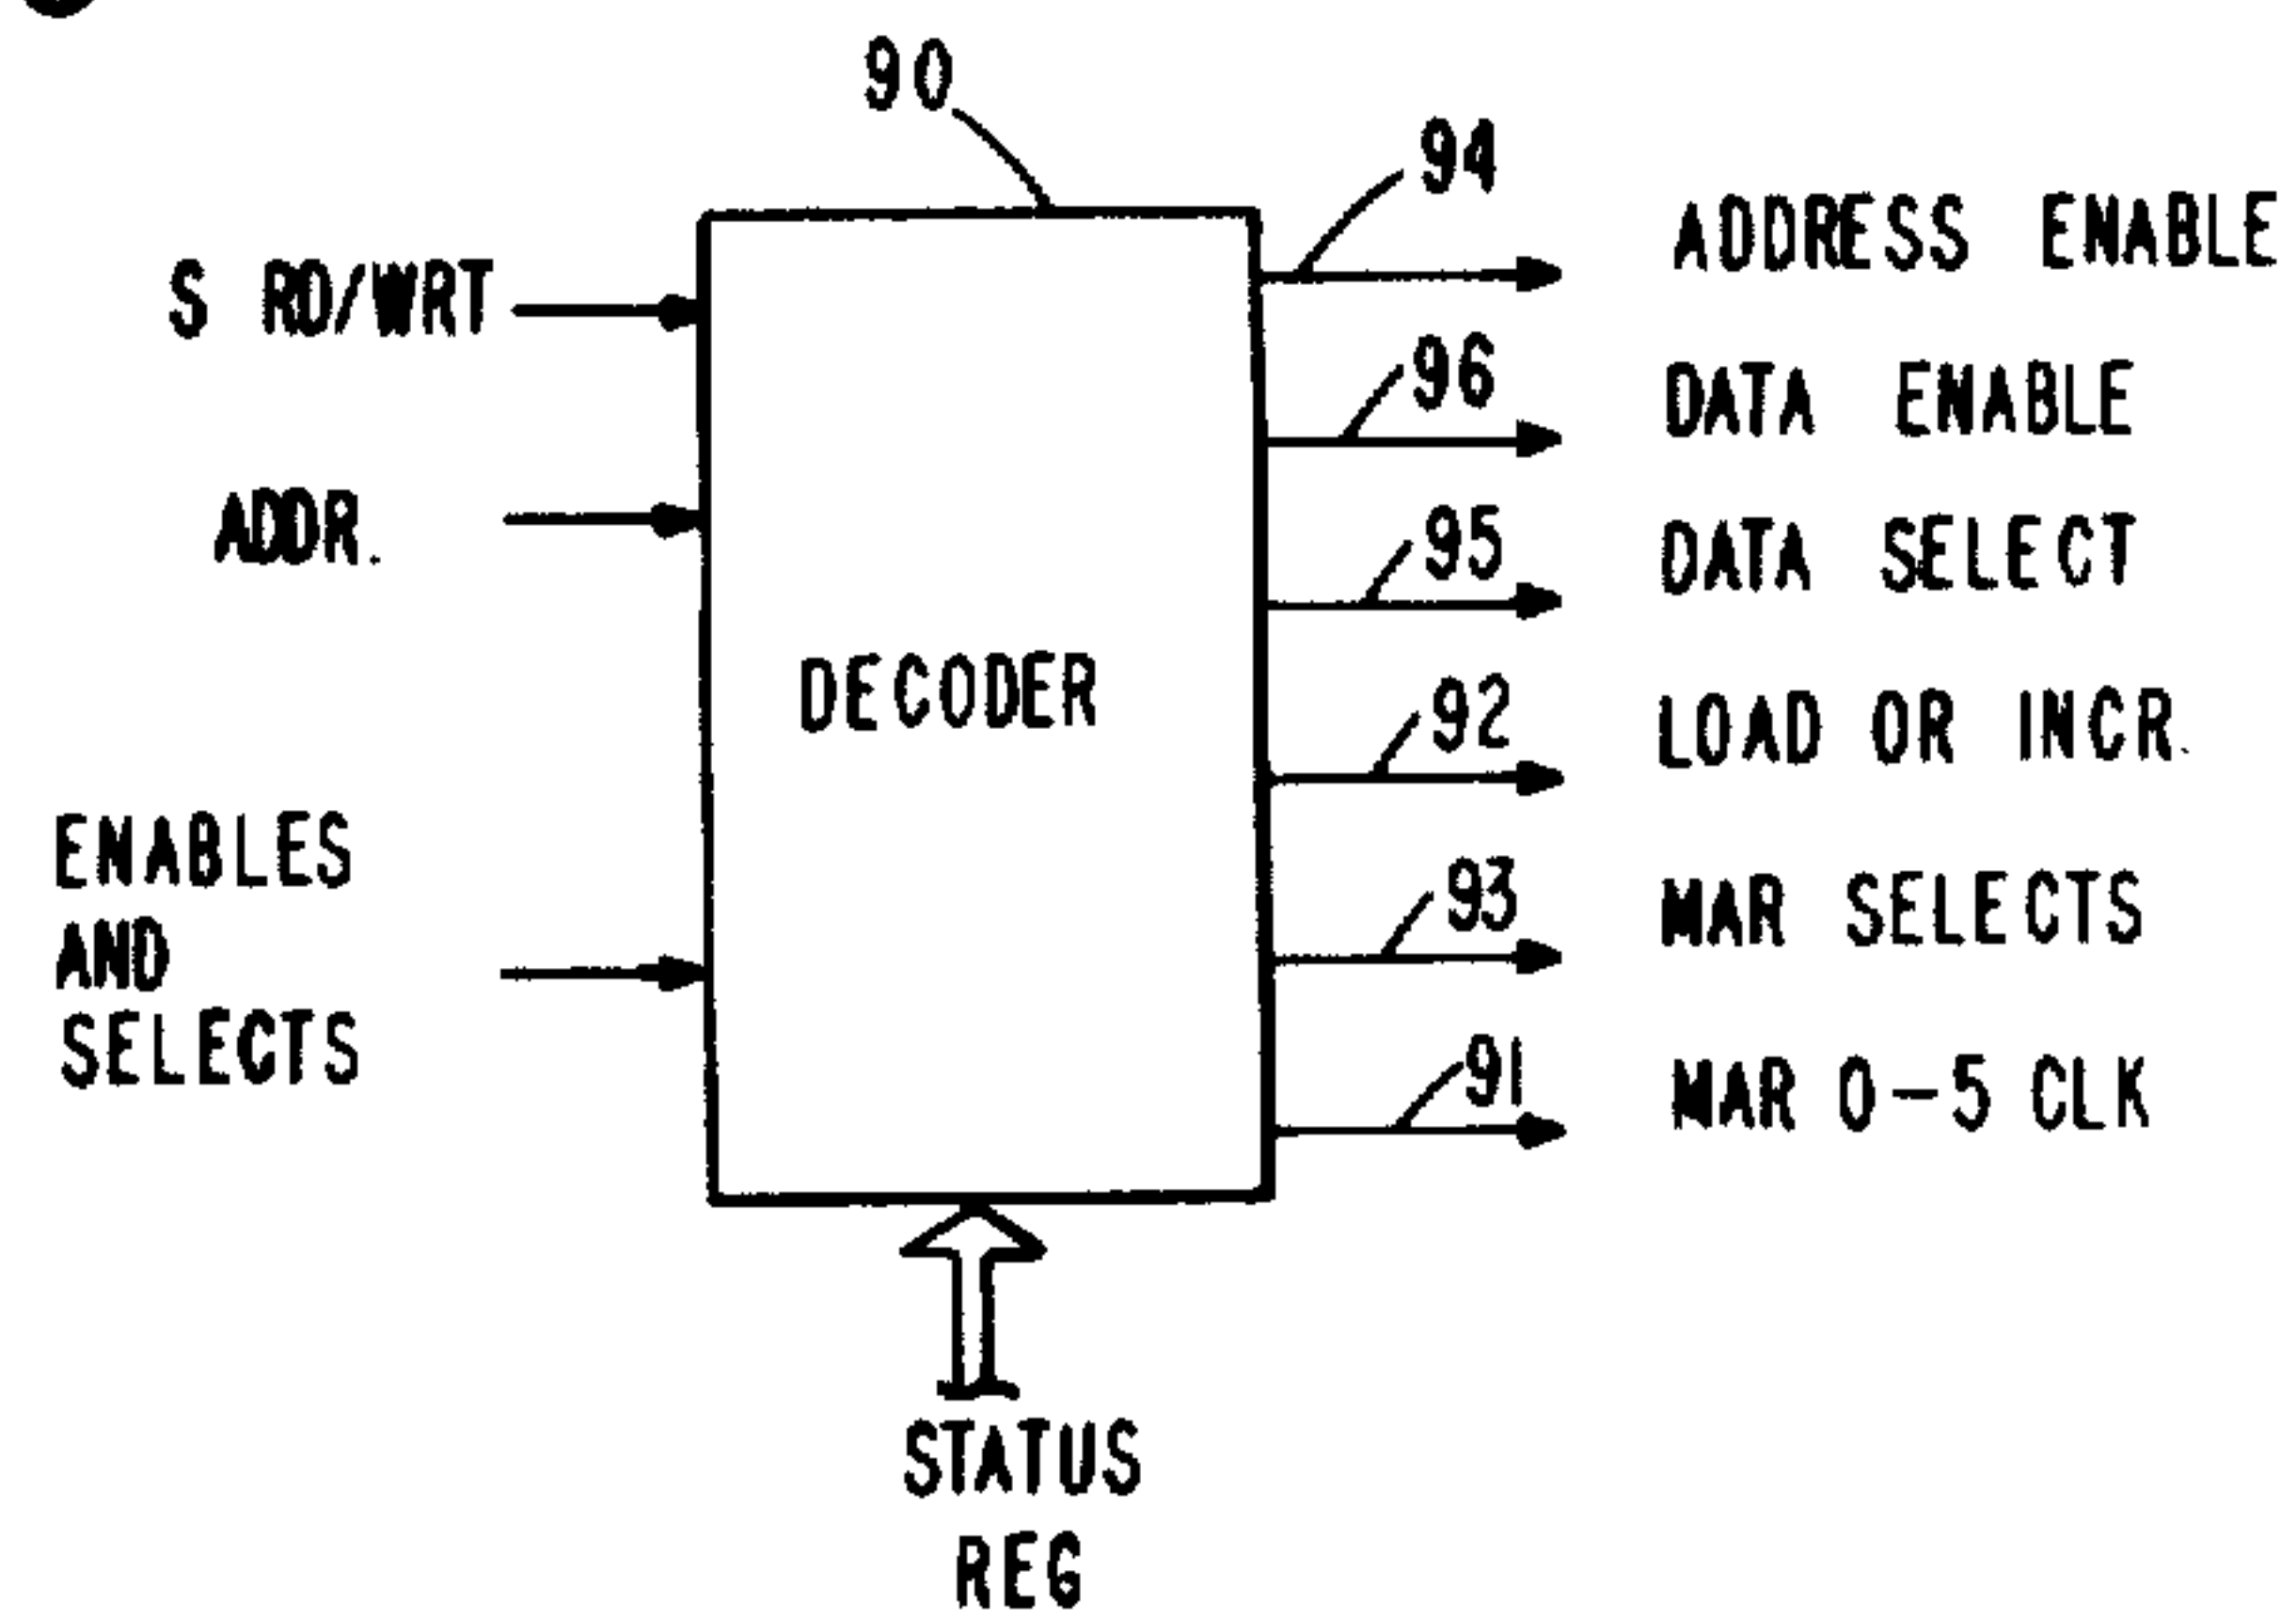 90
94
ADDRESS ENABLE
S RD/WRT
96
DATA ENABLE
ADDR.
95
DATA SELECT
DECODER
92
LOAD OR INCR.
ENABLES
AND
SELECTS
93
MAR SELECTS
91
MAR 0-5 CLK
STATUS
REG